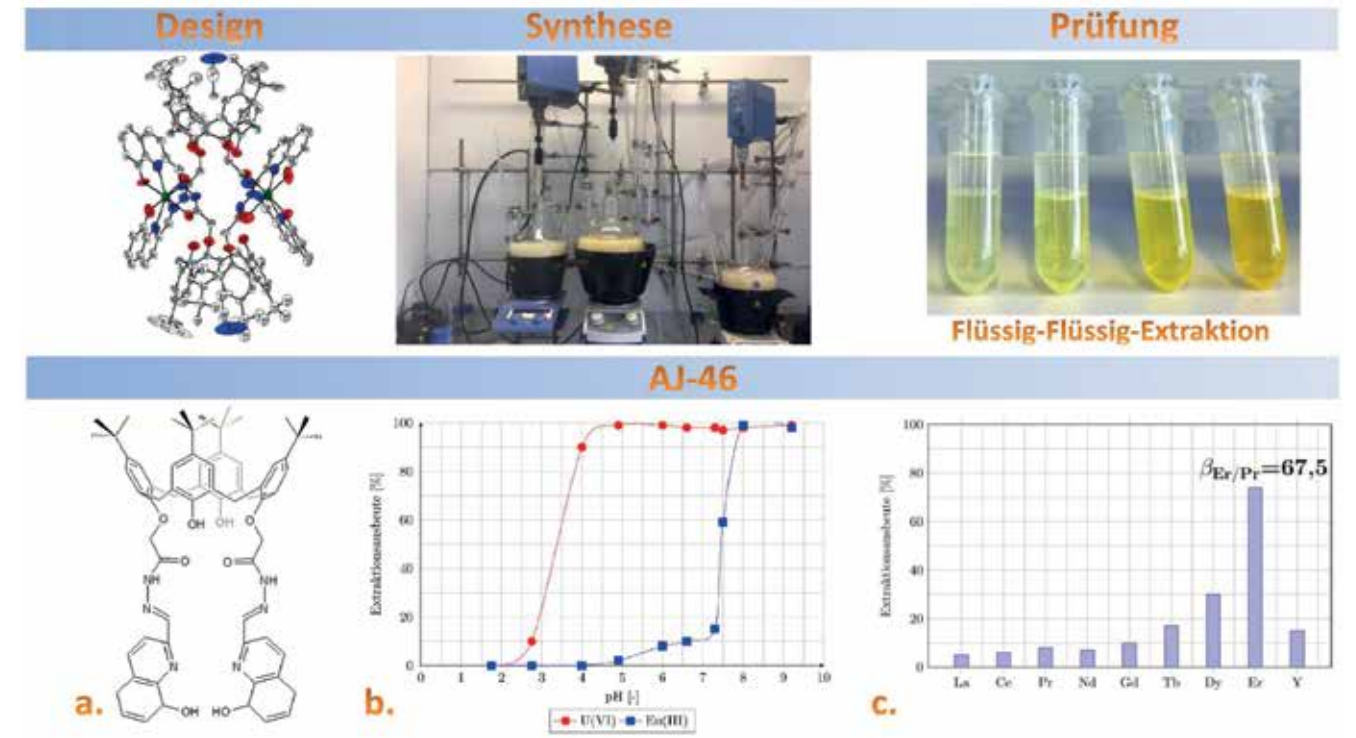 Design
Synthese
Prüfung
Flüssig-Flüssig-Extraktion
AJ-46
OH
OH
O
O
O
O
NH
NH
N
N
N
N
OH
HO
a.
Extraktionsausbeute [%]
100
80
60
40
20
0
0 1 2 3 4 5 6 7 8 9 10
pH [-]
U(VI) Eu(III)
b.
Extraktionsausbeute [%]
100
80
60
40
20
0
βEr/Pr=67,5
La Ce Pr Nd Gd Tb Dy Er Y
c.